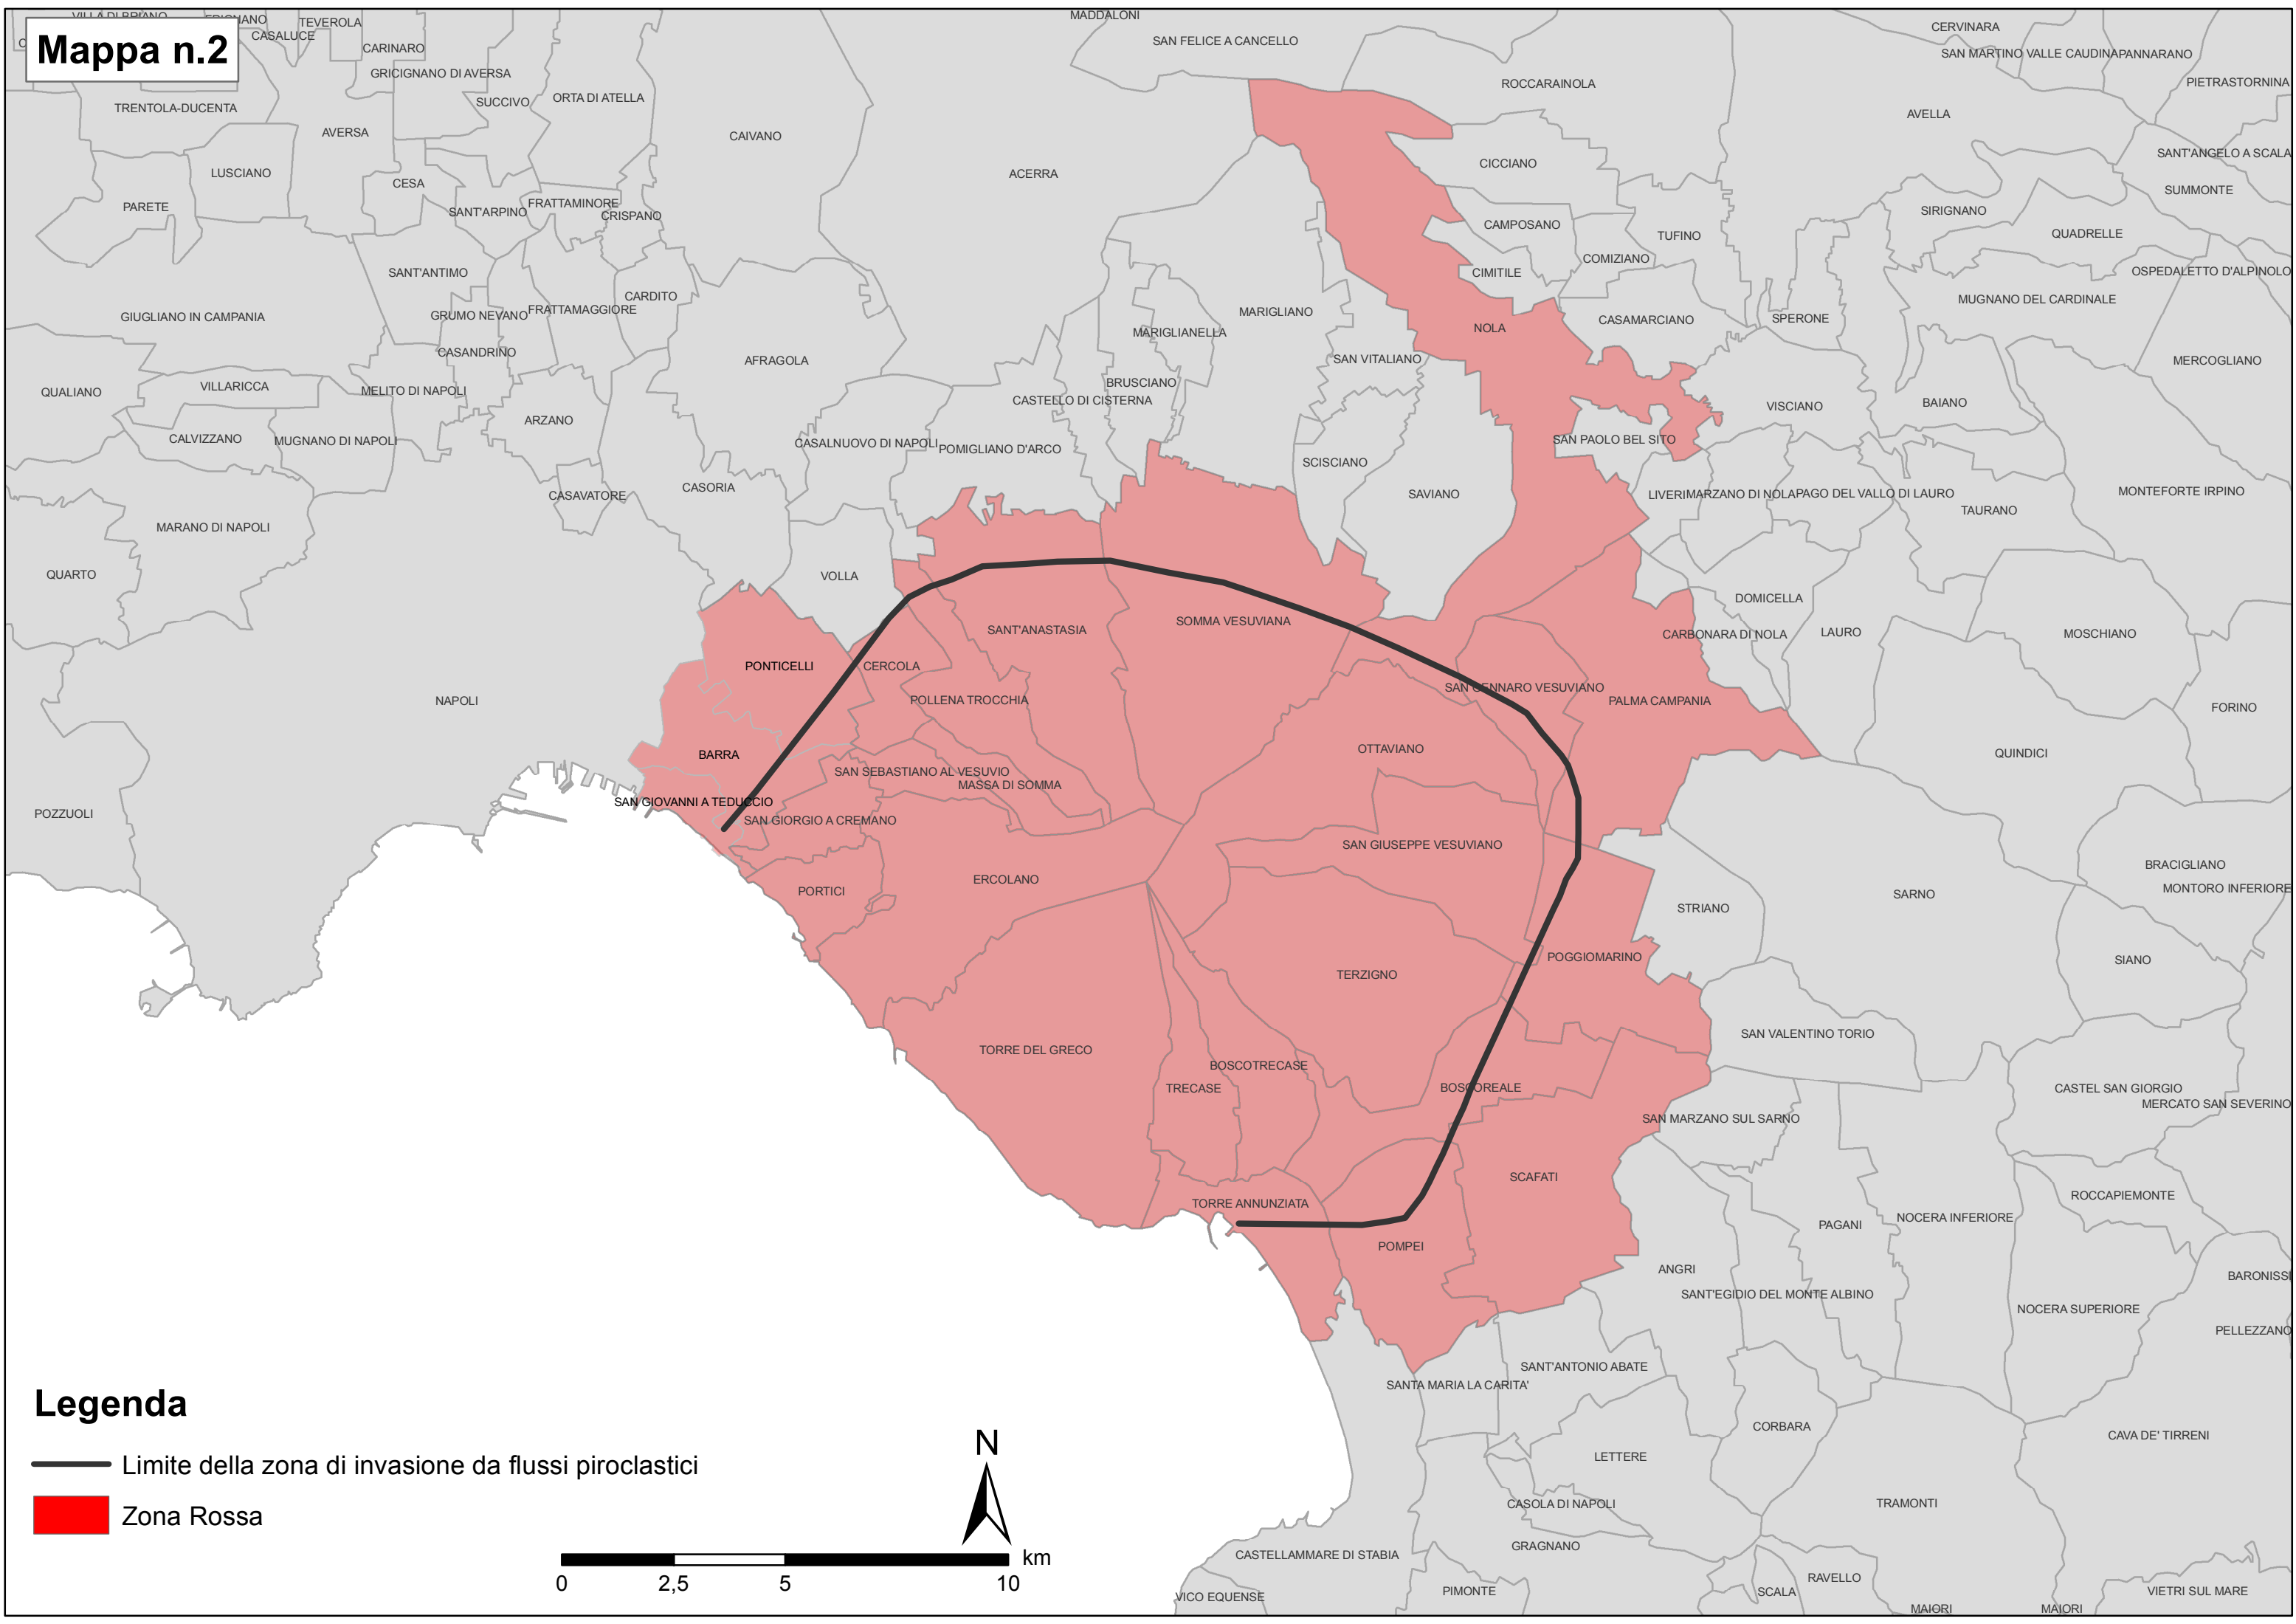 VILLA DI BRIANO
TEVEROLA
CASALUCE
CARINARO
MADDALONI
SAN FELICE A CANCELLO
CERVINARA
SAN MARTINO VALLE CAUDINA
PANNARANO
Mappa n.2
GRICIGNANO DI AVERSA
ROCCARAINOLA
PIETRASTORNINA
TRENTOLA-DUCENTA
SUCCIVO
ORTA DI ATELLA
AVERSA
CAIVANO
AVELLA
SANT'ANGELO A SCALA
LUSCIANO
CESA
ACERRA
CICCIANO
SUMMONTE
PARETE
SANT'ARPINO
FRATTAMINORE
CRISPANO
CAMPOSANO
SIRIGNANO
TUFINO
QUADRELLE
SANT'ANTIMO
CIMITILE
COMIZIANO
OSPEDALETTO D'ALPINOLO
CARDITO
MUGNANO DEL CARDINALE
GIUGLIANO IN CAMPANIA
GRUMO NEVANO
FRATTAMAGGIORE
MARIGLIANO
MARIGLIANELLA
NOLA
CASAMARCIANO
SPERONE
CASANDRINO
AFRAGOLA
SAN VITALIANO
MERCOGLIANO
QUALIANO
VILLARICCA
MELITO DI NAPOLI
BRUSCIANO
CASTELLO DI CISTERNA
VISCIANO
BAIANO
ARZANO
CALVIZZANO
MUGNANO DI NAPOLI
CASALNUOVO DI NAPOLI
POMIGLIANO D'ARCO
SAN PAOLO BEL SITO
SCISCIANO
CASAVATORE
CASORIA
SAVIANO
LIVERI
MARZANO DI NOLA
PAGO DEL VALLO DI LAURO
MONTEFORTE IRPINO
TAURANO
MARANO DI NAPOLI
QUARTO
VOLLA
DOMICELLA
SOMMA VESUVIANA
SANT'ANASTASIA
CARBONARA DI NOLA
LAURO
MOSCHIANO
PONTICELLI
CERCOLA
NAPOLI
POLLENA TROCCHIA
SAN GENNARO VESUVIANO
PALMA CAMPANIA
FORINO
BARRA
OTTAVIANO
QUINDICI
SAN SEBASTIANO AL VESUVIO
MASSA DI SOMMA
SAN GIOVANNI A TEDUCCIO
POZZUOLI
SAN GIORGIO A CREMANO
SAN GIUSEPPE VESUVIANO
BRACIGLIANO
ERCOLANO
PORTICI
MONTORO INFERIORE
STRIANO
SARNO
POGGIOMARINO
SIANO
TERZIGNO
SAN VALENTINO TORIO
TORRE DEL GRECO
BOSCOTRECASE
TRECASE
BOSCOREALE
CASTEL SAN GIORGIO
MERCATO SAN SEVERINO
SAN MARZANO SUL SARNO
SCAFATI
ROCCAPIEMONTE
TORRE ANNUNZIATA
NOCERA INFERIORE
PAGANI
POMPEI
ANGRI
BARONISSI
SANT'EGIDIO DEL MONTE ALBINO
NOCERA SUPERIORE
PELLEZZANO
SANT'ANTONIO ABATE
SANTA MARIA LA CARITA'
CORBARA
CAVA DE' TIRRENI
LETTERE
CASOLA DI NAPOLI
TRAMONTI
GRAGNANO
CASTELLAMMARE DI STABIA
RAVELLO
PIMONTE
SCALA
VIETRI SUL MARE
VICO EQUENSE
MAIORI
MAIORI
Legenda
Limite della zona di invasione da flussi piroclastici
Zona Rossa
N
km
0 2,5 5 10